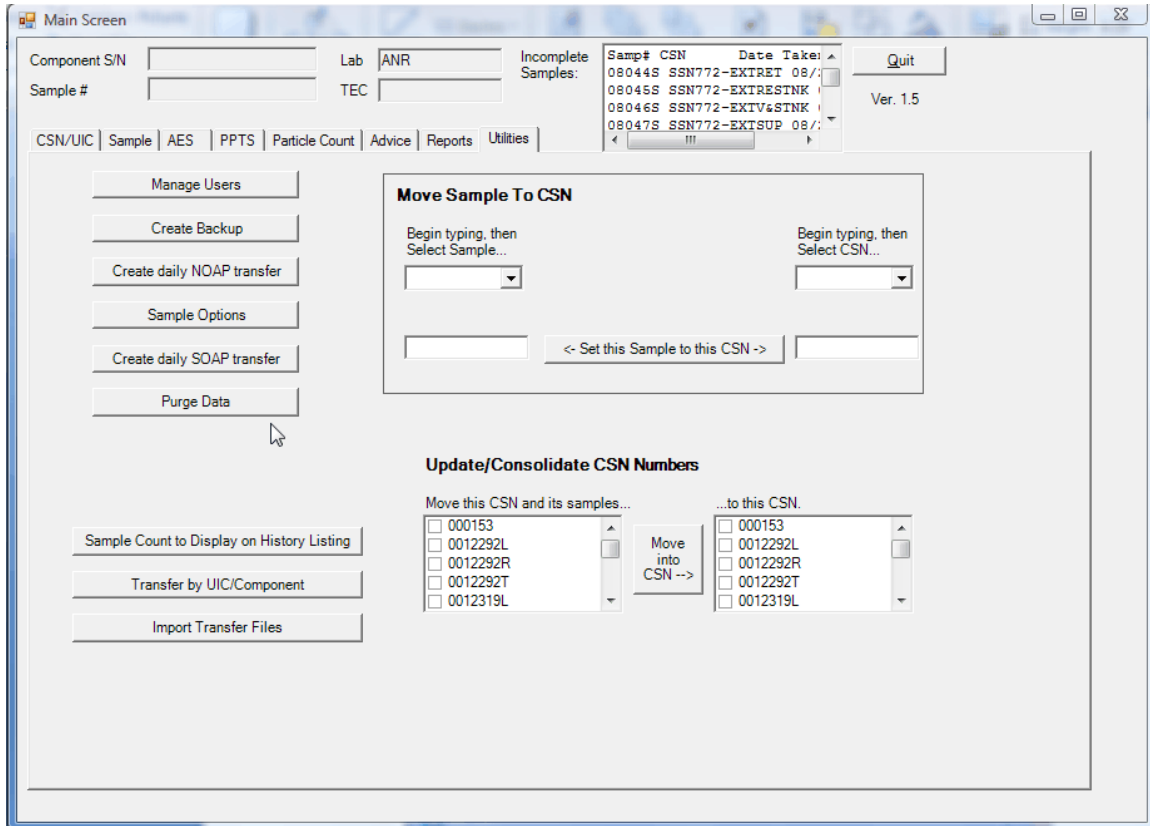 Main Screen
Component S/N
Lab ANR
Incomplete Samples:
Samp# CSN Date Taken
08044S SSN772-EXTRET 08/
08045S SSN772-EXTRESTNK
08046S SSN772-EXTV&STNK
08047S SSN772-EXTSUP 08/
Quit
Sample #
TEC
Ver. 1.5
CSN/UIC Sample AES PPTS Particle Count Advice Reports Utilities
Manage Users
Create Backup
Create daily NOAP transfer
Sample Options
Create daily SOAP transfer
Purge Data
Move Sample To CSN
Begin typing, then
Select Sample...
Begin typing, then
Select CSN...
<- Set this Sample to this CSN ->
Update/Consolidate CSN Numbers
Move this CSN and its samples...
...to this CSN.
000153
0012292L
0012292R
0012292T
0012319L
Move
into
CSN -->
000153
0012292L
0012292R
0012292T
0012319L
Sample Count to Display on History Listing
Transfer by UIC/Component
Import Transfer Files